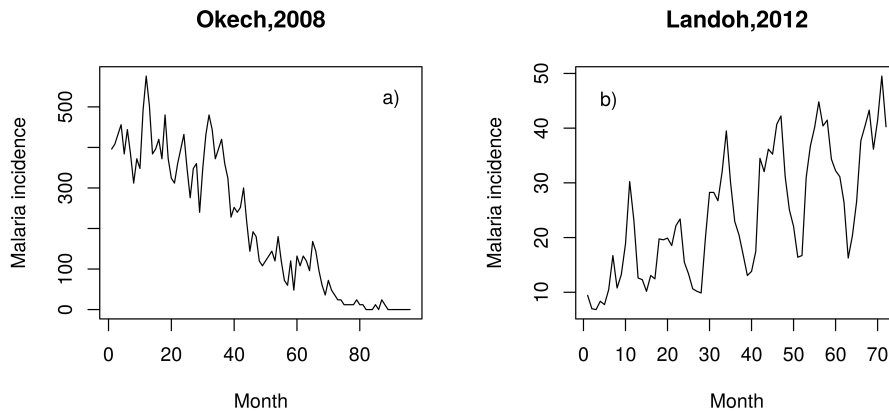 Okech,2008
Malaria incidence
0 100 300 500
a)
0 20 40 60 80
Month
Landoh,2012
Malaria incidence
10 20 30 40 50
b)
0 10 20 30 40 50 60 70
Month